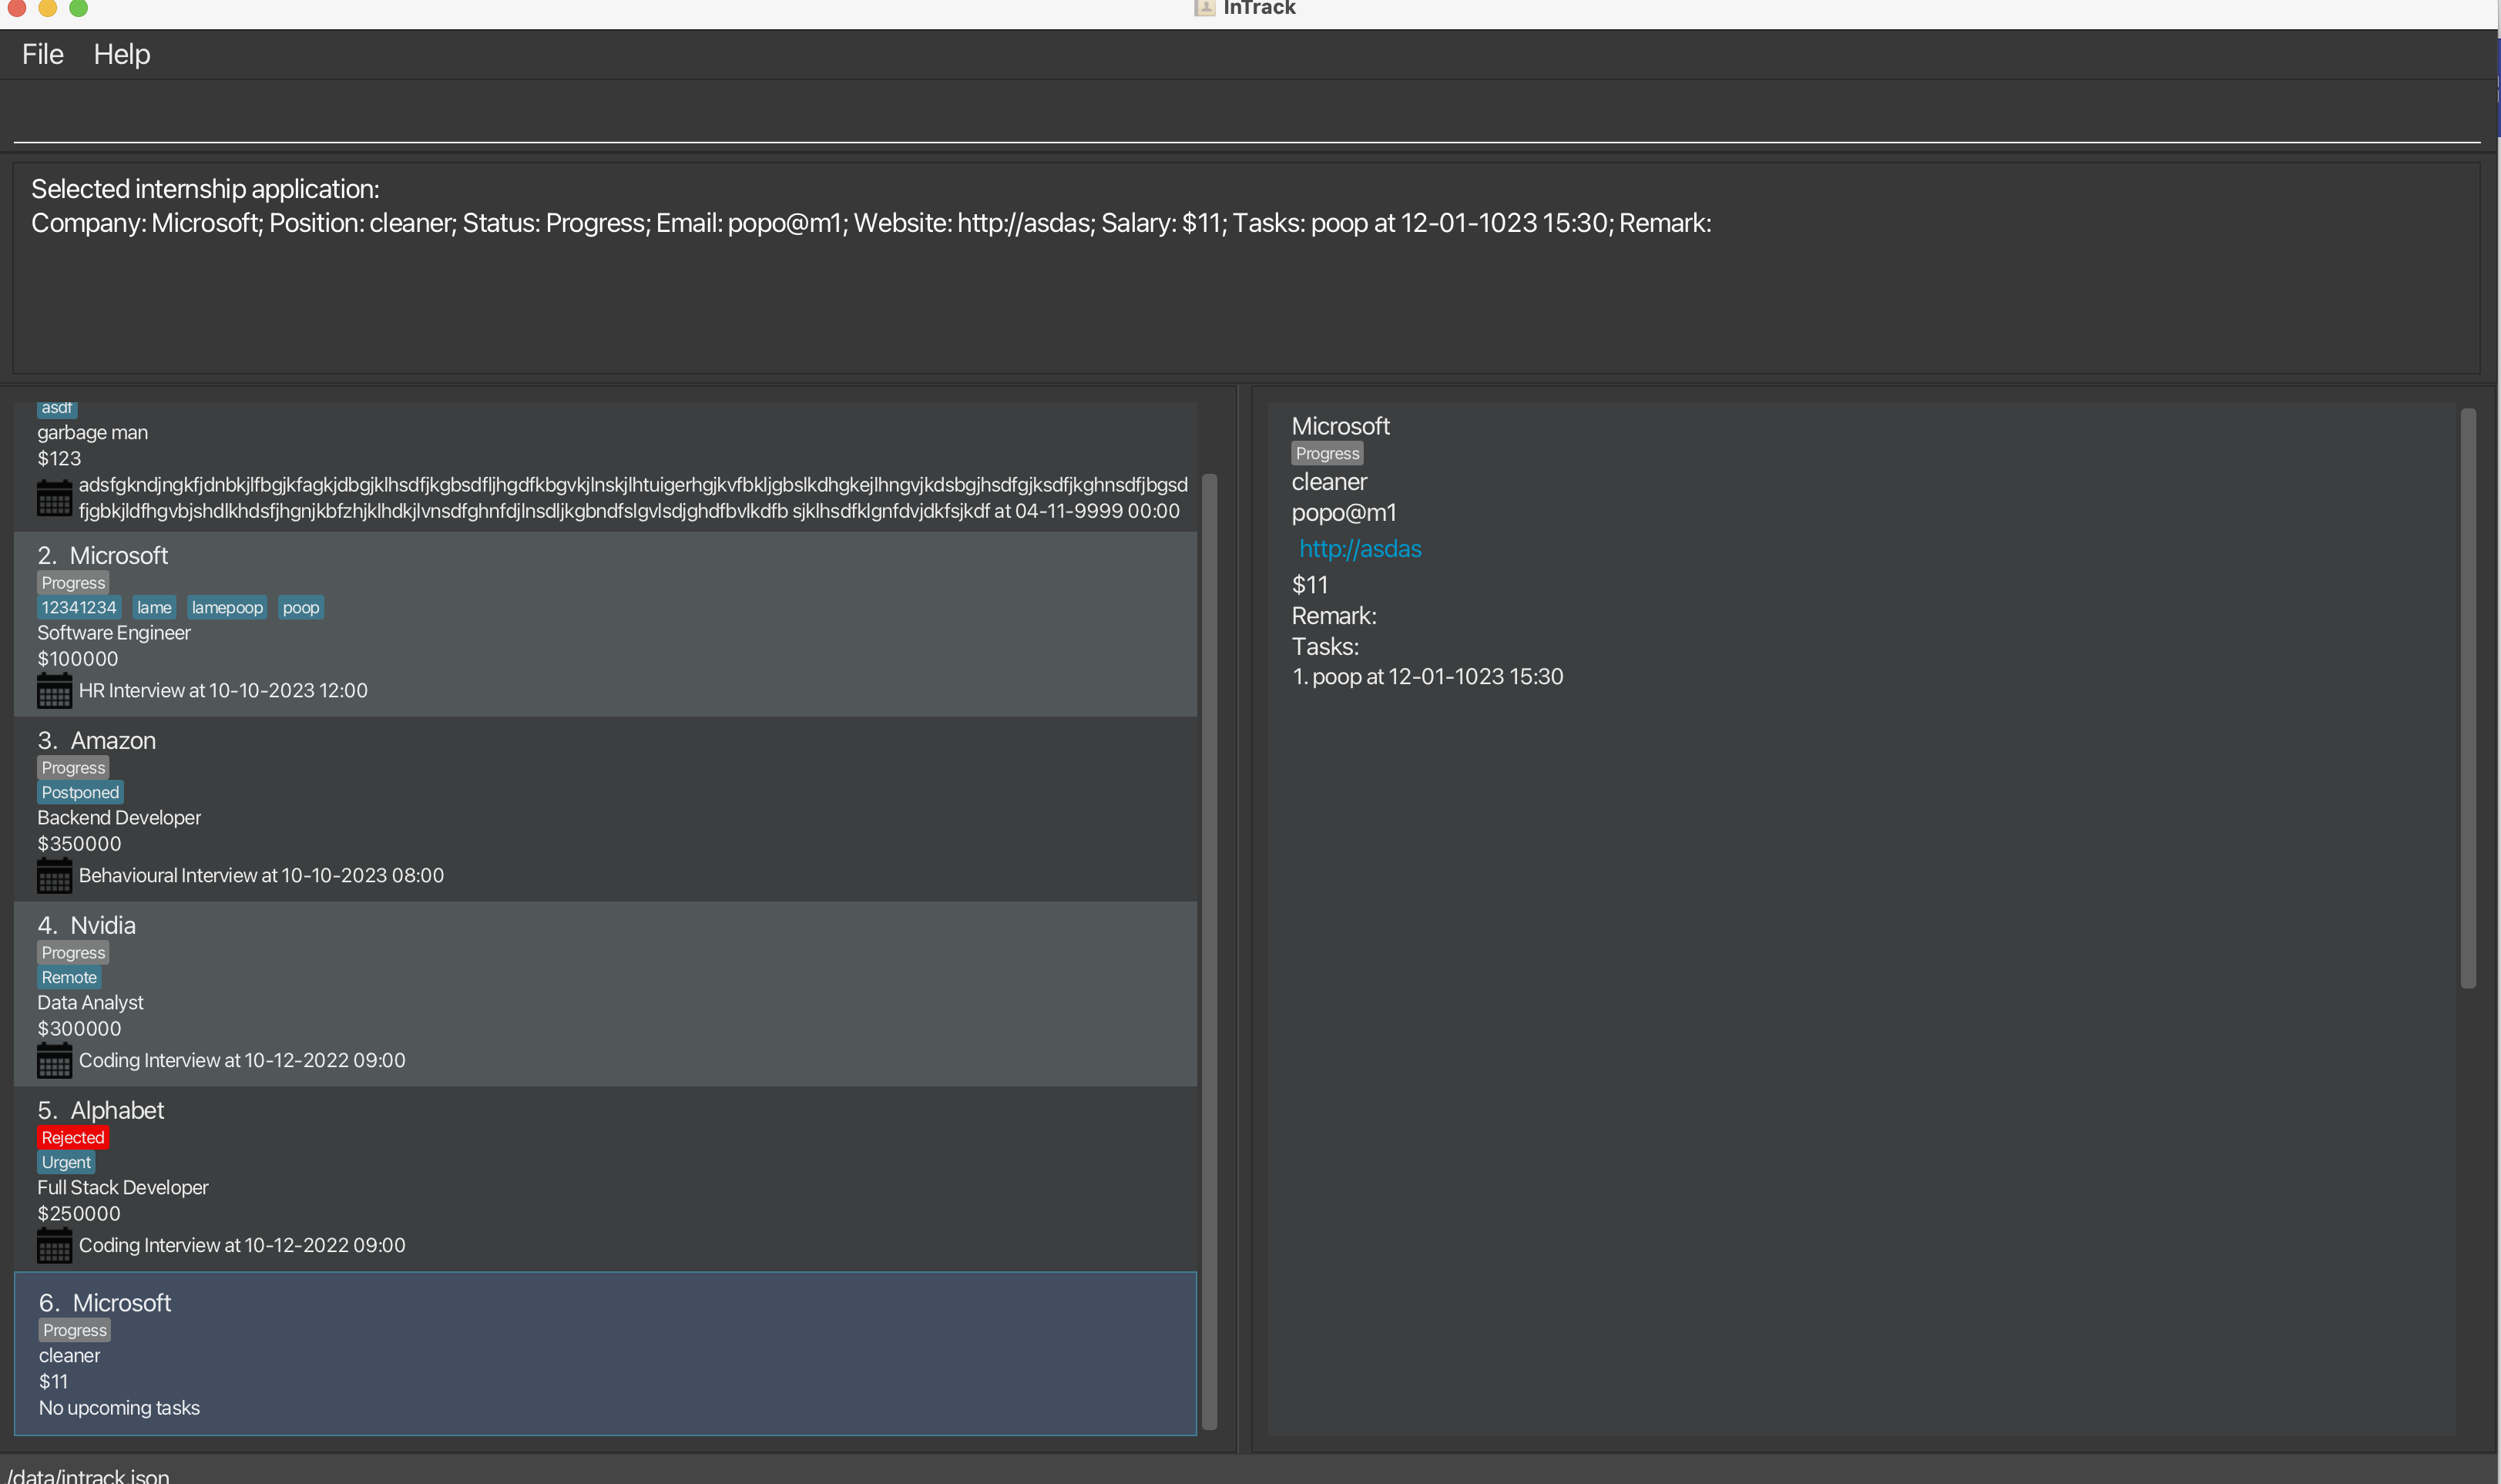 InTrack
File Help
Selected internship application:
Company: Microsoft; Position: cleaner; Status: Progress; Email: popo@m1; Website: http://asdas; Salary: $11; Tasks: poop at 12-01-1023 15:30; Remark:
asdf
garbage man
$123
adsfgkndjngkfjdnbkjlfbgjkfagkjdbgjklhsdfjkgbsdfljhgdfkbgvkjlnskjlhtuigerhgjkvfbkljgbslkdhgkejlhngvjkdsbgjhsdfgjksdfjkghnsdfjbgsd
fjgbkjldfhgvbjshdlkhdsfjhgnjkbfzhjklhdkjlvnsdfghnfdjlnsdljkgbndfslgvlsdjghdfbvlkdfb sjklhsdfklgnfdvjdkfsjkdf at 04-11-9999 00:00
2. Microsoft
Progress
12341234 lame lamepoop poop
Software Engineer
$100000
HR Interview at 10-10-2023 12:00
3. Amazon
Progress
Postponed
Backend Developer
$350000
Behavioural Interview at 10-10-2023 08:00
4. Nvidia
Progress
Remote
Data Analyst
$300000
Coding Interview at 10-12-2022 09:00
5. Alphabet
Rejected
Urgent
Full Stack Developer
$250000
Coding Interview at 10-12-2022 09:00
6. Microsoft
Progress
cleaner
$11
No upcoming tasks
Microsoft
Progress
cleaner
popo@m1
http://asdas
$11
Remark:
Tasks:
1. poop at 12-01-1023 15:30
/data/intrack.json